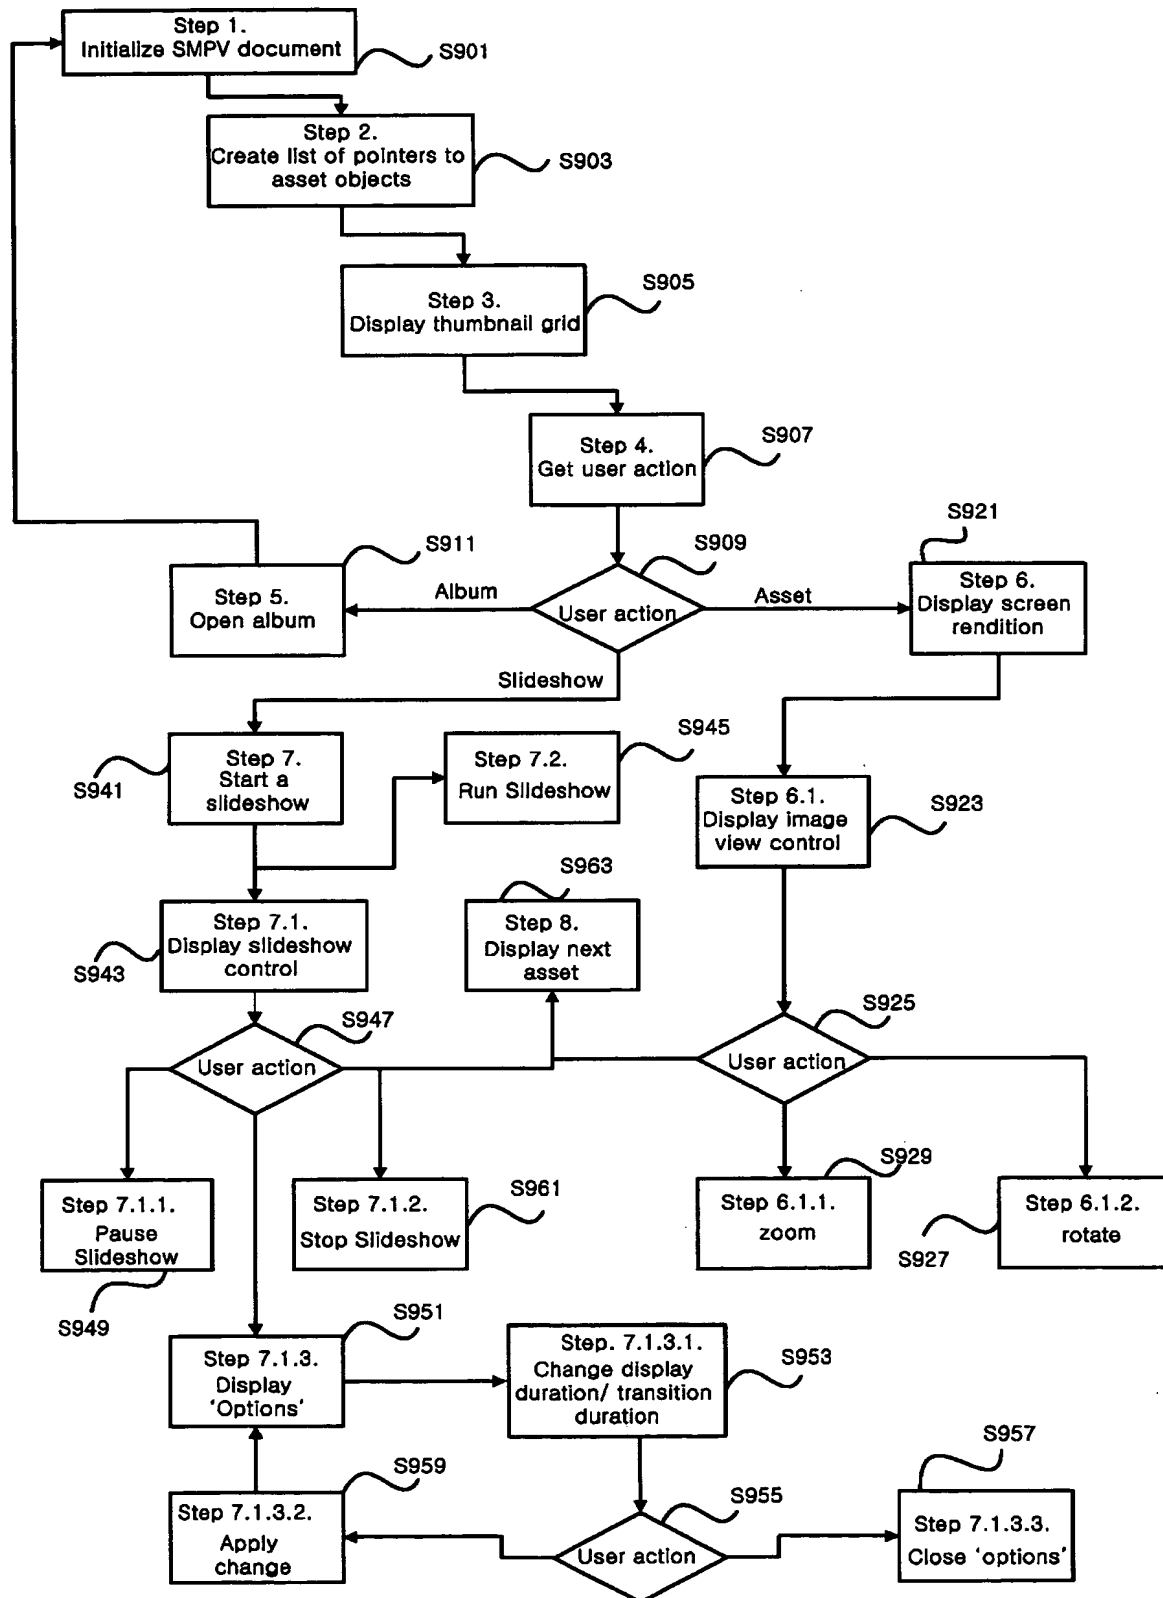 Step 1.
Initialize SMPV document
S901
Step 2.
Create list of pointers to
asset objects
S903
Step 3.
Display thumbnail grid
S905
Step 4.
Get user action
S907
S921
S911
S909
Step 5.
Open album
Album
User action
Asset
Step 6.
Display screen
rendition
Slideshow
S945
Step 7.
Start a
slideshow
S941
Step 7.2.
Run Slideshow
Step 6.1.
Display image
view control
S923
S963
Step 7.1.
Display slideshow
control
S943
Step 8.
Display next
asset
S947
S925
User action
User action
S929
Step 7.1.1.
Pause
Slideshow
S949
Step 7.1.2.
Stop Slideshow
S961
Step 6.1.1.
zoom
Step 6.1.2.
rotate
S927
S951
Step 7.1.3.
Display
'Options'
Step. 7.1.3.1.
Change display
duration/ transition
duration
S953
S957
S959
S955
Step 7.1.3.2.
Apply
change
User action
Step 7.1.3.3.
Close 'options'